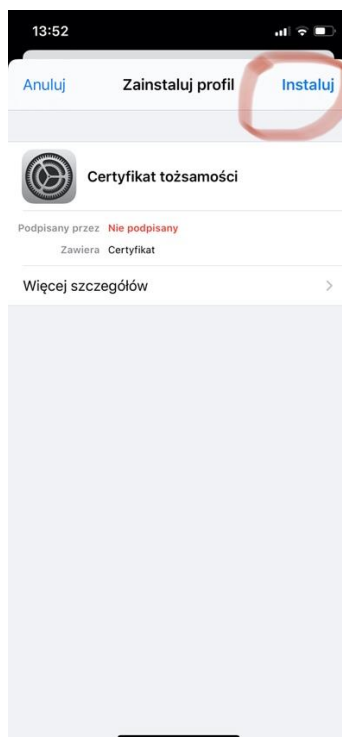 13:52
Anuluj Zainstaluj profil Instaluj
Certyfikat tożsamości
Podpisany przez Nie podpisany
Zawiera Certyfikat
Więcej szczegółów